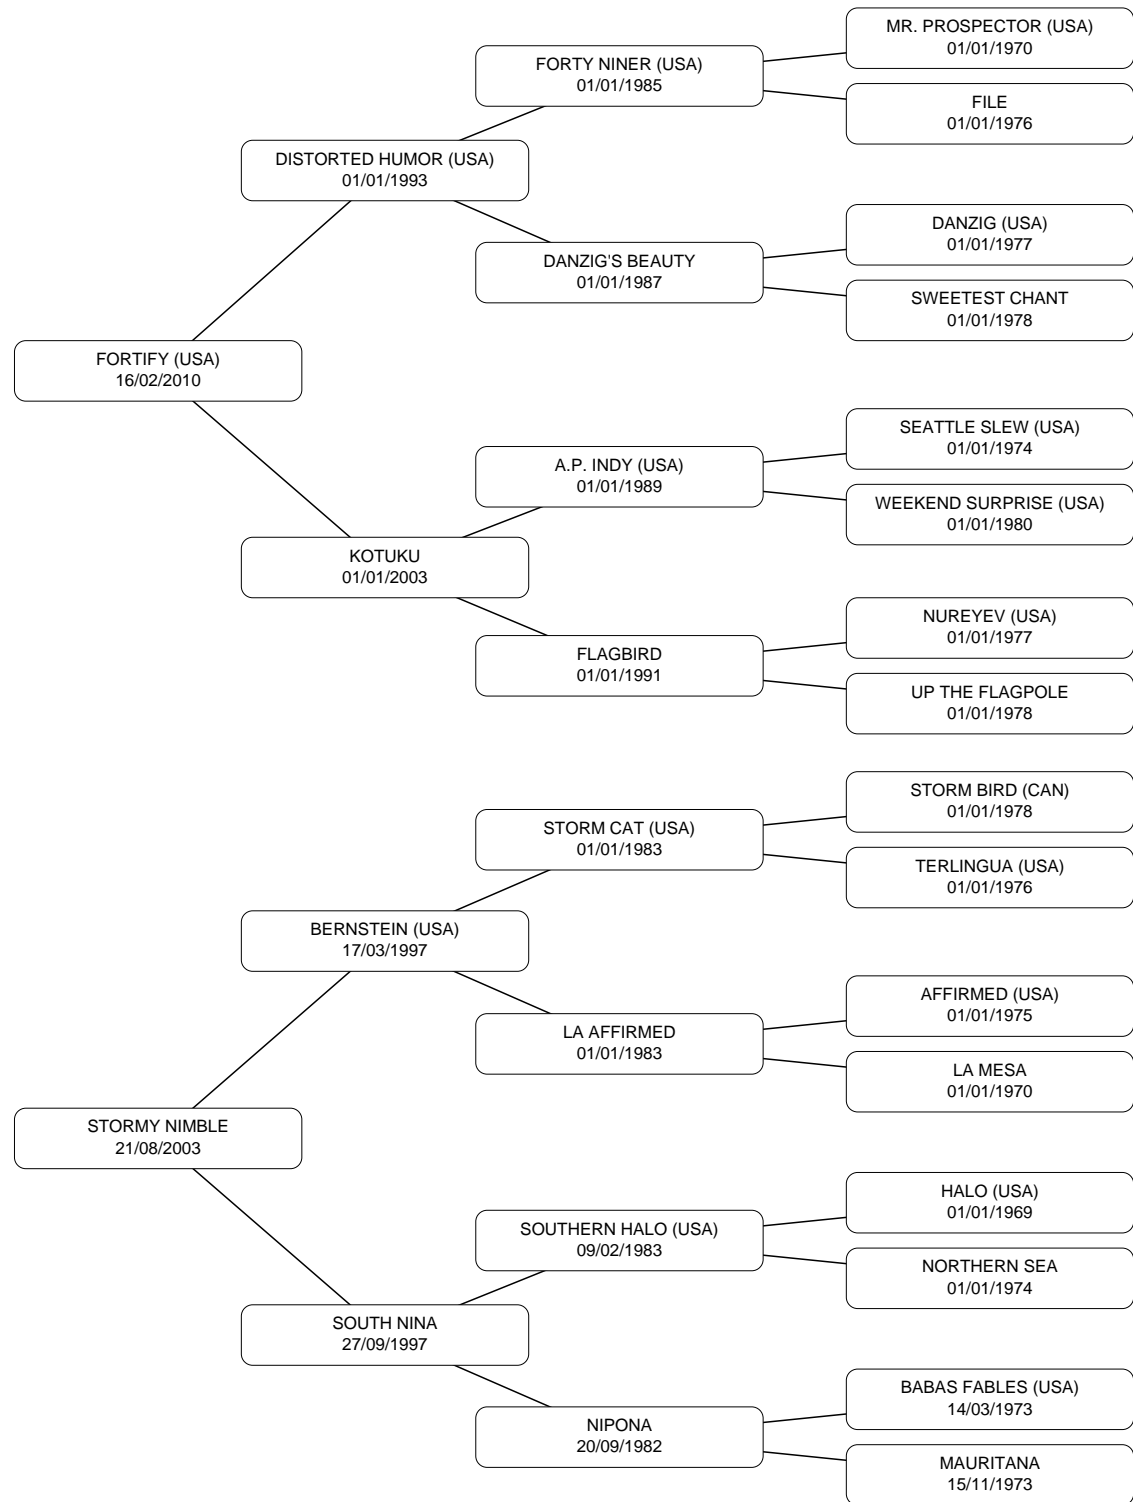 MR. PROSPECTOR (USA)
01/01/1970
FORTY NINER (USA)
01/01/1985
FILE
01/01/1976
DISTORTED HUMOR (USA)
01/01/1993
DANZIG (USA)
01/01/1977
DANZIG'S BEAUTY
01/01/1987
SWEETEST CHANT
01/01/1978
FORTIFY (USA)
16/02/2010
SEATTLE SLEW (USA)
01/01/1974
A.P. INDY (USA)
01/01/1989
WEEKEND SURPRISE (USA)
01/01/1980
KOTUKU
01/01/2003
NUREYEV (USA)
01/01/1977
FLAGBIRD
01/01/1991
UP THE FLAGPOLE
01/01/1978
STORM BIRD (CAN)
01/01/1978
STORM CAT (USA)
01/01/1983
TERLINGUA (USA)
01/01/1976
BERNSTEIN (USA)
17/03/1997
AFFIRMED (USA)
01/01/1975
LA AFFIRMED
01/01/1983
LA MESA
01/01/1970
STORMY NIMBLE
21/08/2003
HALO (USA)
01/01/1969
SOUTHERN HALO (USA)
09/02/1983
NORTHERN SEA
01/01/1974
SOUTH NINA
27/09/1997
BABAS FABLES (USA)
14/03/1973
NIPONA
20/09/1982
MAURITANA
15/11/1973